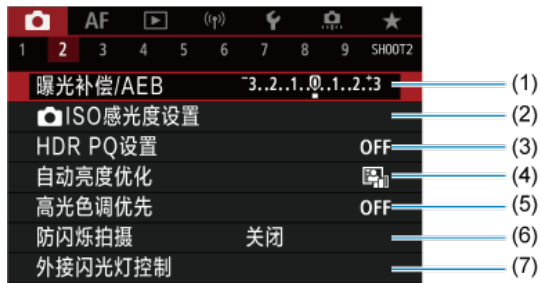 AF
1 2 3 4 5 6 7 8 9 SHOOT2
曝光补偿/AEB -3..2..1..0..1..2.+3 (1)
ISO感光度设置 (2)
HDR PQ设置 OFF (3)
自动亮度优化 (4)
高光色调优先 OFF (5)
防闪烁拍摄 关闭 (6)
外接闪光灯控制 (7)